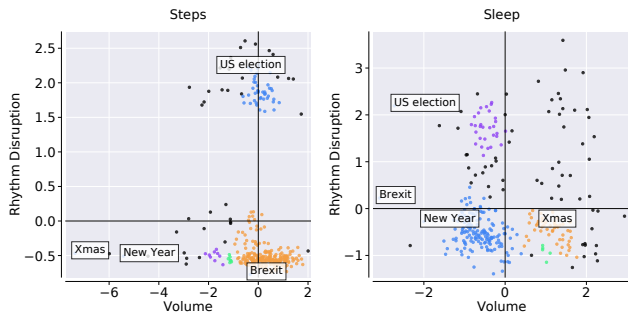 Steps
Rhythm Disruption
2.5
2.0
1.5
1.0
0.5
0.0
−0.5
US election
Xmas
New Year
Brexit
−6
−4
−2
0
2
Volume
Sleep
Rhythm Disruption
3
2
1
0
−1
US election
Brexit
New Year
Xmas
−2
0
2
Volume